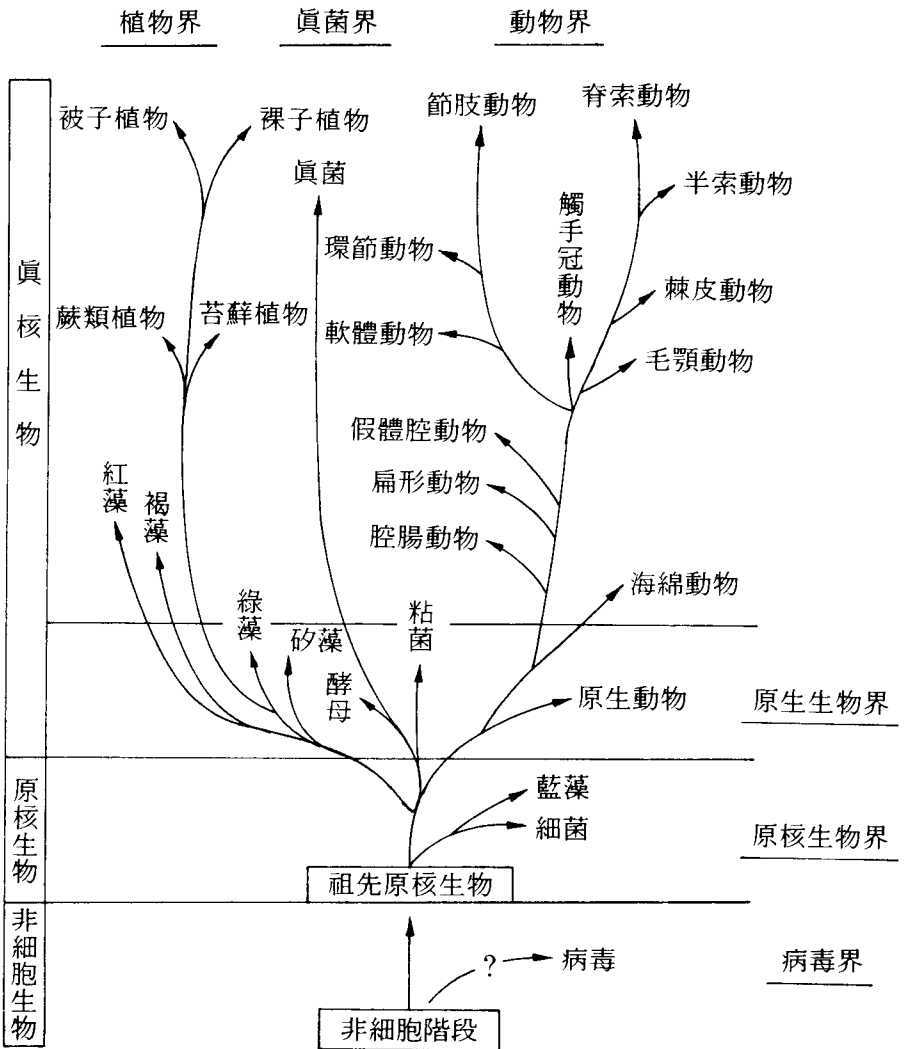 植物界
眞菌界
動物界
眞核生物
被子植物
裸子植物
眞菌
節肢動物
脊索動物
半索動物
觸手冠動物
環節動物
棘皮動物
蕨類植物
苔蘚植物
軟體動物
毛顎動物
假體腔動物
扁形動物
腔腸動物
紅藻
褐藻
海綿動物
綠藻
矽藻
酵母
粘菌
原生動物
原生生物界
原核生物
藍藻
細菌
原核生物界
祖先原核生物
非細胞生物
?
病毒
病毒界
非細胞階段